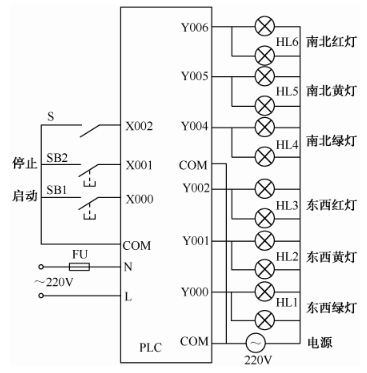 Y006
HL6
南北红灯
Y005
HL5
南北黄灯
S
X002
Y004
HL4
南北绿灯
停止
SB2
X001
COM
启动
SB1
X000
Y002
HL3
东西红灯
COM
Y001
HL2
东西黄灯
FU
N
~220V
L
Y000
HL1
东西绿灯
PLC
COM
~
电源
220V